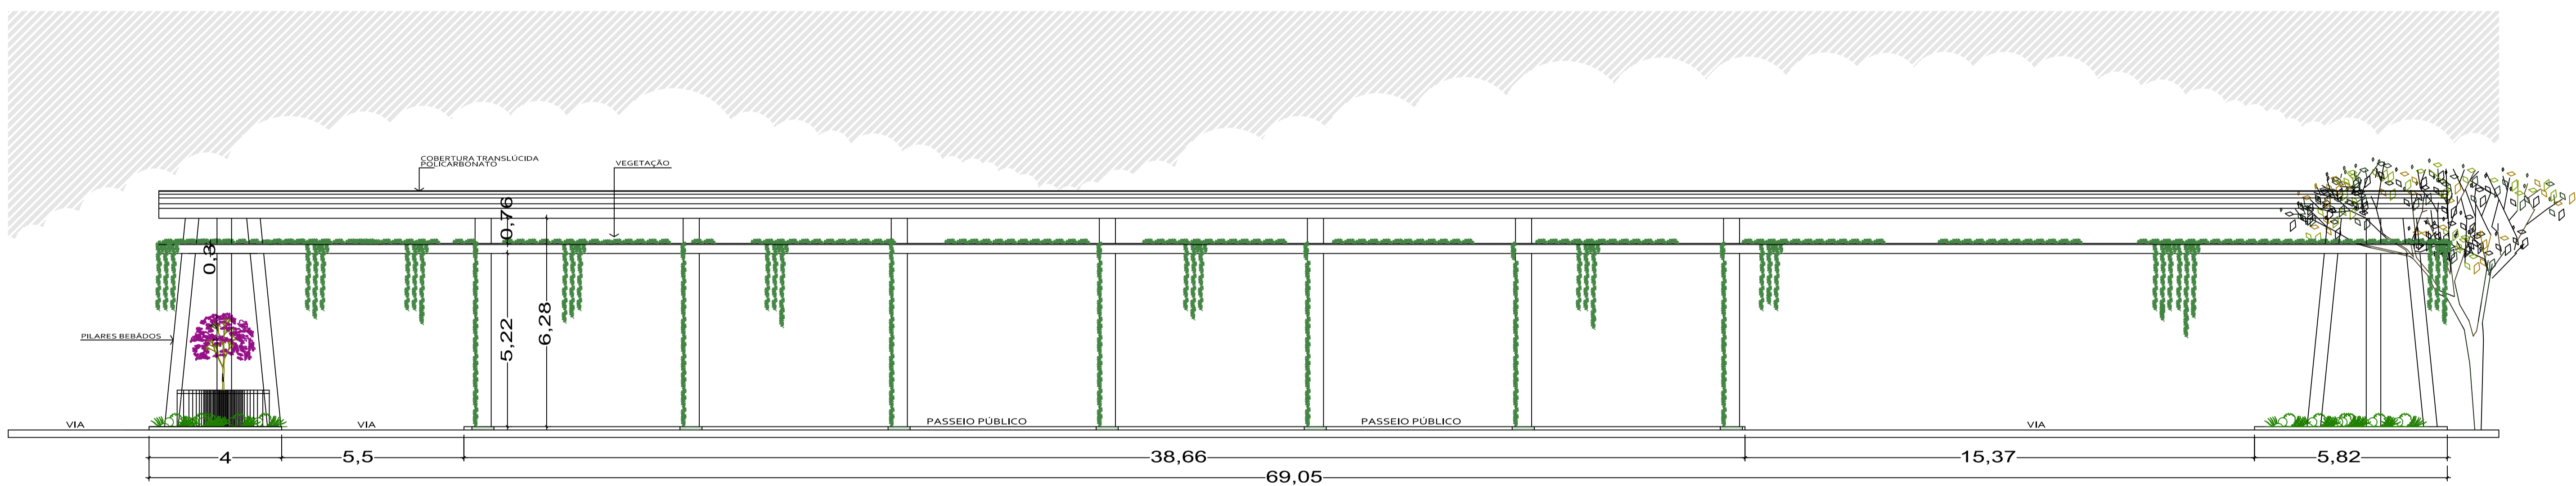 COBERTURA TRANSLÚCIDA
POLICARBONATO
VEGETAÇÃO
0,76
0,3
5,22
6,28
PILARES BEBÂDOS
VIA
VIA
PASSEIO PÚBLICO
PASSEIO PÚBLICO
VIA
4
5,5
38,66
15,37
5,82
69,05